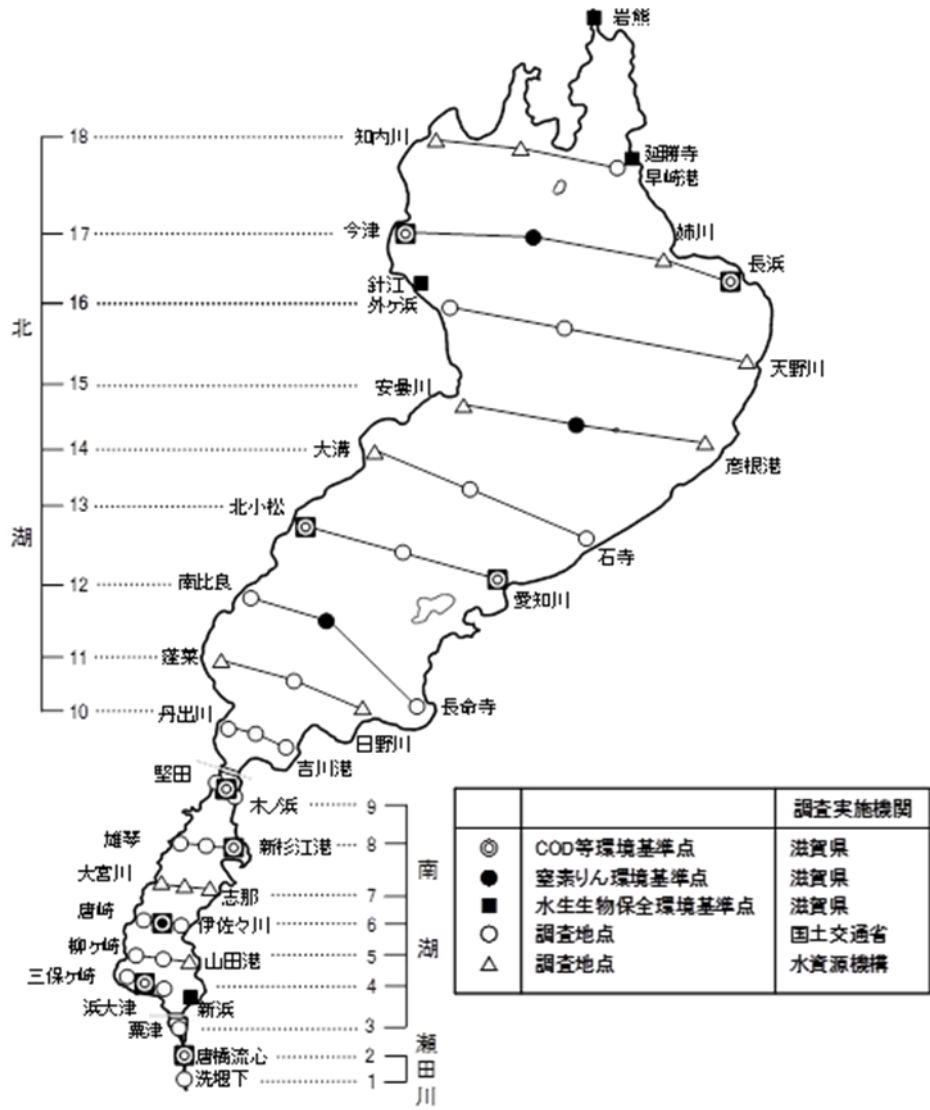 岩熊
18 知内川
延勝寺
早崎港
17 今津
姉川
長浜
針江
16 外ヶ浜
天野川
15 安曇川
彦根港
14 大溝
石寺
13 北小松
愛知川
12 南比良
長命寺
11 蓬莱
日野川
10 丹出川
吉川港
北湖
堅田
木ノ浜 9
雄琴
新杉江港 8
大宮川
志那 7
唐崎
伊佐々川 6
柳ヶ崎
山田港 5
三保ヶ崎
4
浜大津
新浜
粟津 3
南湖
唐橋流心 2
洗堰下 1
瀬田川
調査実施機関
◎ COD等環境基準点 滋賀県
● 窒素りん環境基準点 滋賀県
■ 水生生物保全環境基準点 滋賀県
○ 調査地点 国土交通省
△ 調査地点 水資源機構